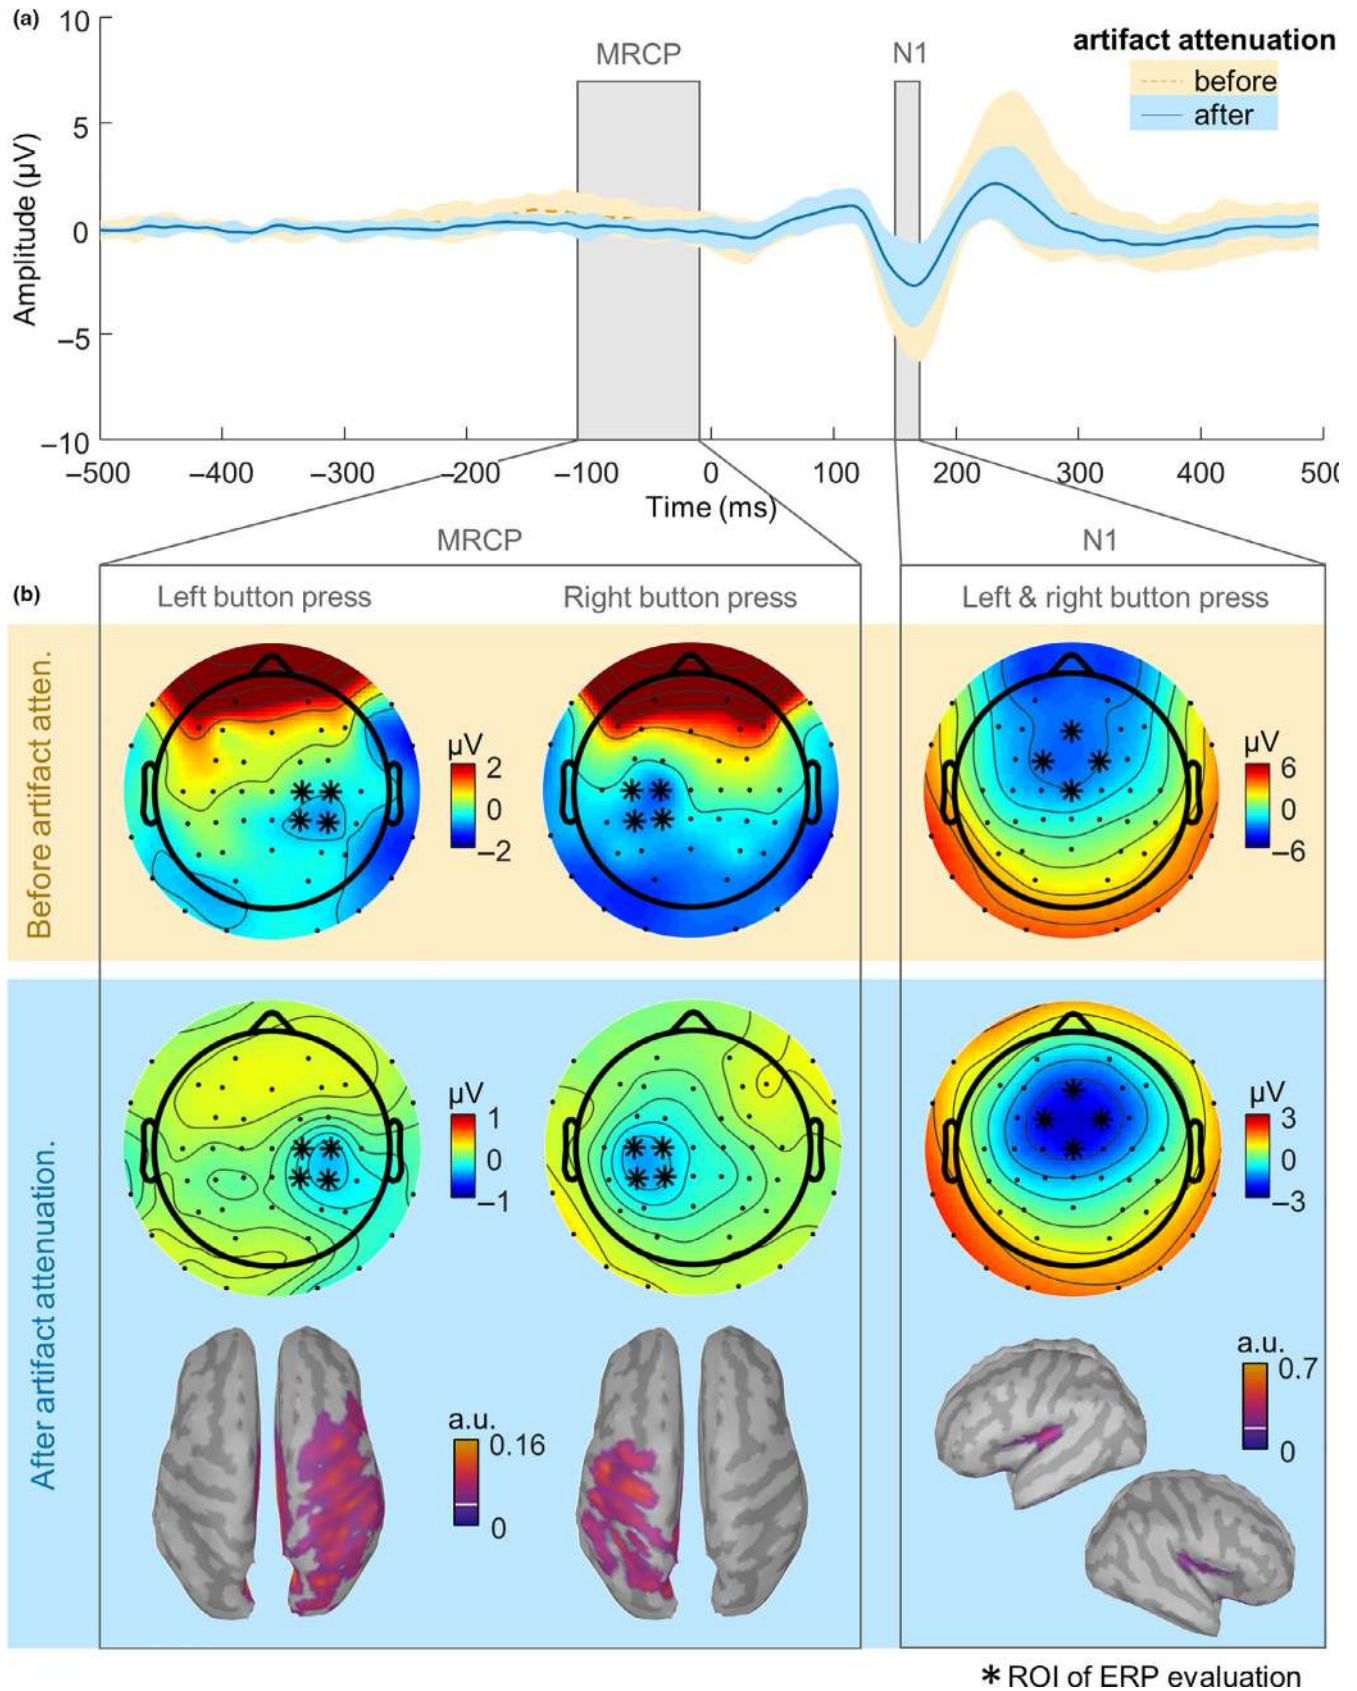 (a)
artifact attenuation
before
after
MRCP
N1
10
5
0
–5
–10
Amplitude (µV)
–500 –400 –300 –200 –100 0 100 200 300 400 500
Time (ms)
MRCP N1
(b)
Left button press Right button press Left & right button press
Before artifact atten.
µV
2
0
–2
µV
6
0
–6
After artifact attenuation.
µV
1
0
–1
µV
3
0
–3
a.u.
0.16
0
a.u.
0.7
0
* ROI of ERP evaluation